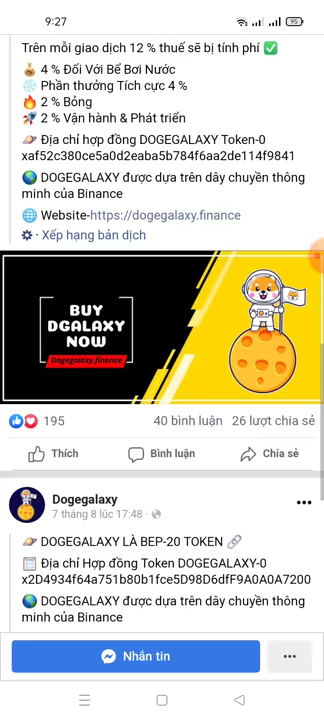 9:27
95
Trên mỗi giao dịch 12 % thuế sẽ bị tính phí ✅
💰 4 % Đối Với Bể Bơi Nước
❄️ Phần thưởng Tích cực 4 %
🔥 2 % Bỏng
🚀 2 % Vận hành & Phát triển
🪐 Địa chỉ hợp đồng DOGEGALAXY Token-0
xaf52c380ce5a0d2eaba5b784f6aa2de114f9841
🌎 DOGEGALAXY được dựa trên dây chuyền thông
minh của Binance
🌐 Website-https://dogegalaxy.finance
⚙ · Xếp hạng bản dịch
BUY
DGALAXY
NOW
Dogegalaxy.finance
195 40 bình luận 26 lượt chia sẻ
Thích Bình luận Chia sẻ
Dogegalaxy
7 tháng 8 lúc 17:48 ·
🪐 DOGEGALAXY LÀ BEP-20 TOKEN 🔗
🗒 Địa chỉ Hợp đồng Token DOGEGALAXY-0
x2D4934f64a751b80b1fce5D98D6dfF9A0A0A7200
🌎 DOGEGALAXY được dựa trên dây chuyền thông
minh của Binance
Nhắn tin